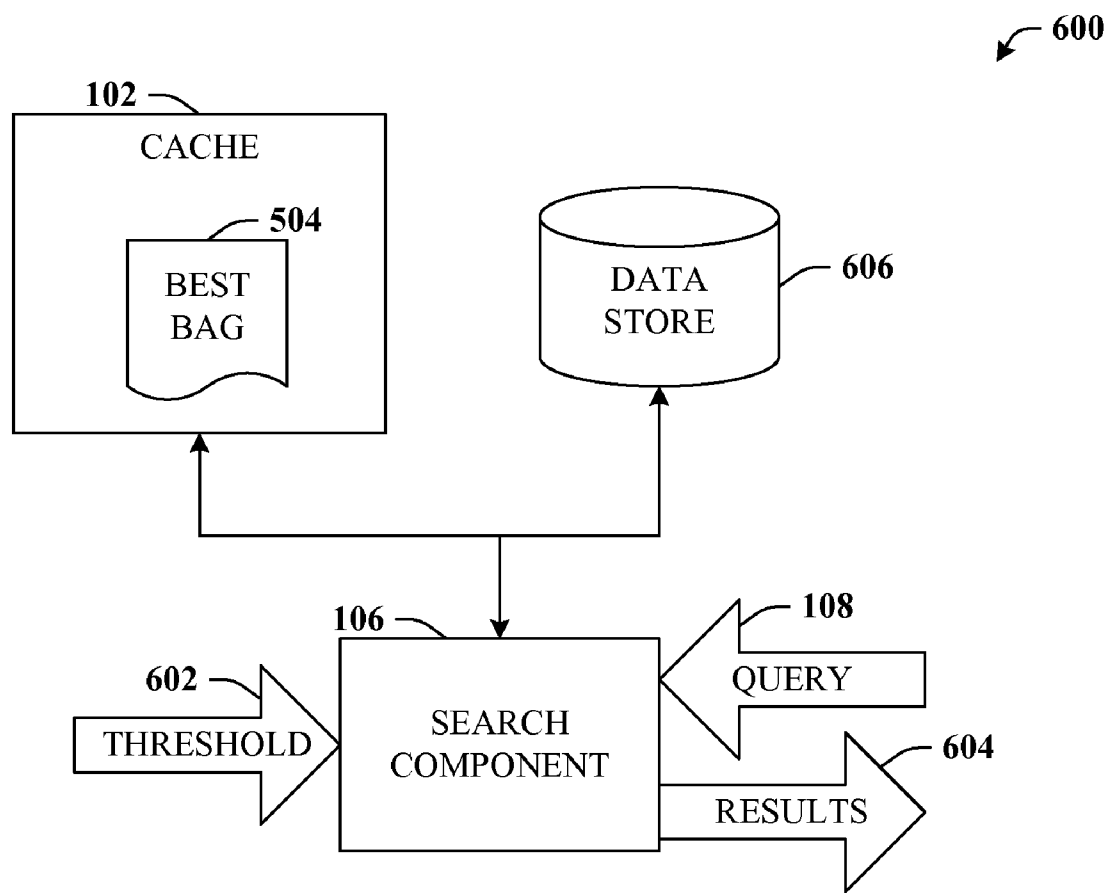 600
102
CACHE
504
BEST
BAG
606
DATA
STORE
106
108
QUERY
602
THRESHOLD
SEARCH
COMPONENT
604
RESULTS